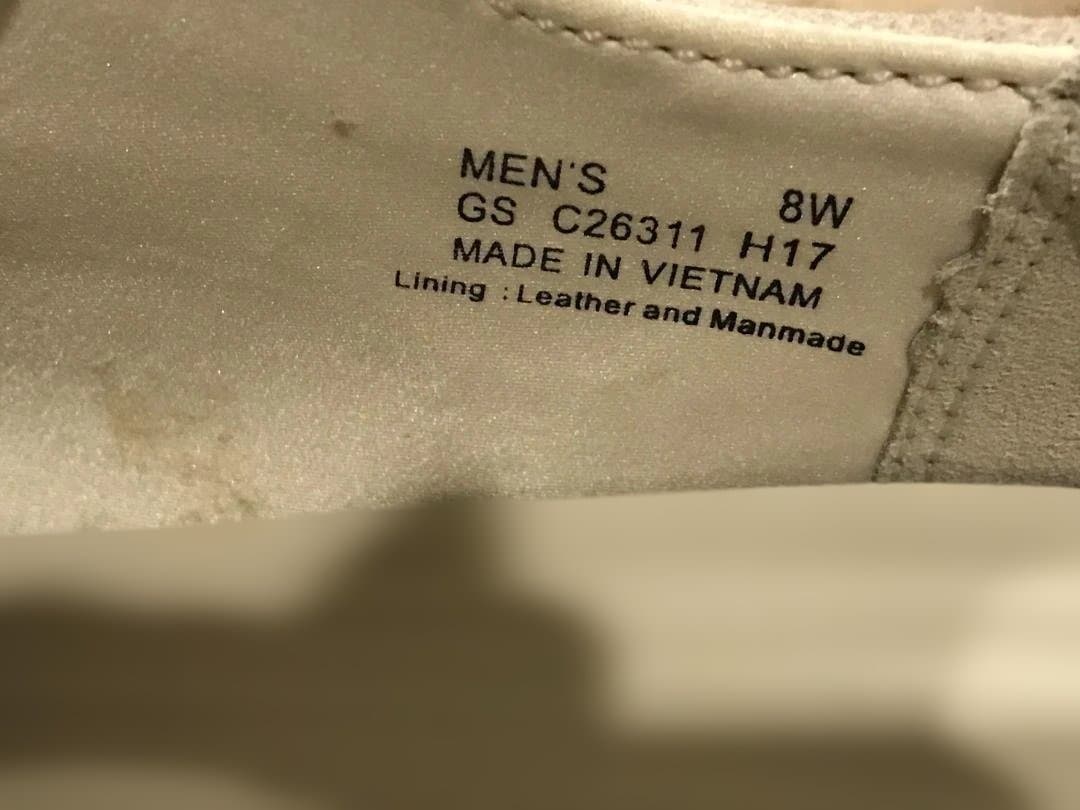 MEN'S 8W
GS C26311 H17
MADE IN VIETNAM
Lining : Leather and Manmade